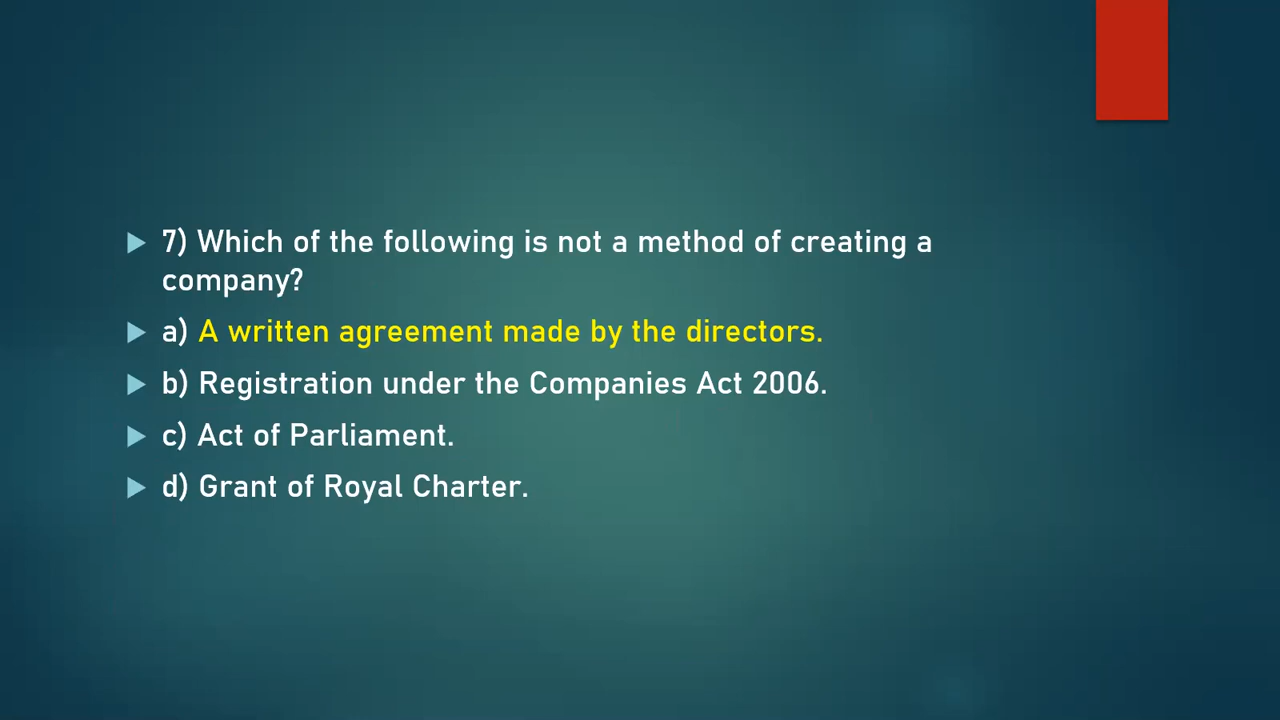 7) Which of the following is not a method of creating a
company?
a) A written agreement made by the directors.
b) Registration under the Companies Act 2006.
c) Act of Parliament.
d) Grant of Royal Charter.